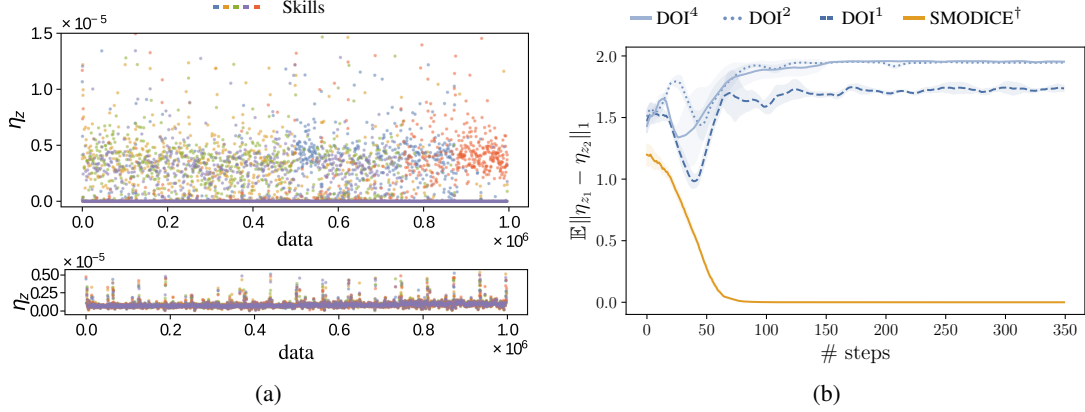 Skills
× 10⁻⁵
1.5
1.0
0.5
0.0
η_z
0.0 0.2 0.4 0.6 0.8 1.0
data
× 10⁶
0.50
0.25
0.00
η_z
0.0 0.2 0.4 0.6 0.8 1.0
data
× 10⁶
(a)
DOI⁴ DOI² DOI¹ SMODICE†
2.0
1.5
1.0
0.5
0.0
𝔼‖η_{z₁} − η_{z₂}‖₁
0 50 100 150 200 250 300 350
# steps
(b)
× 10⁻⁵